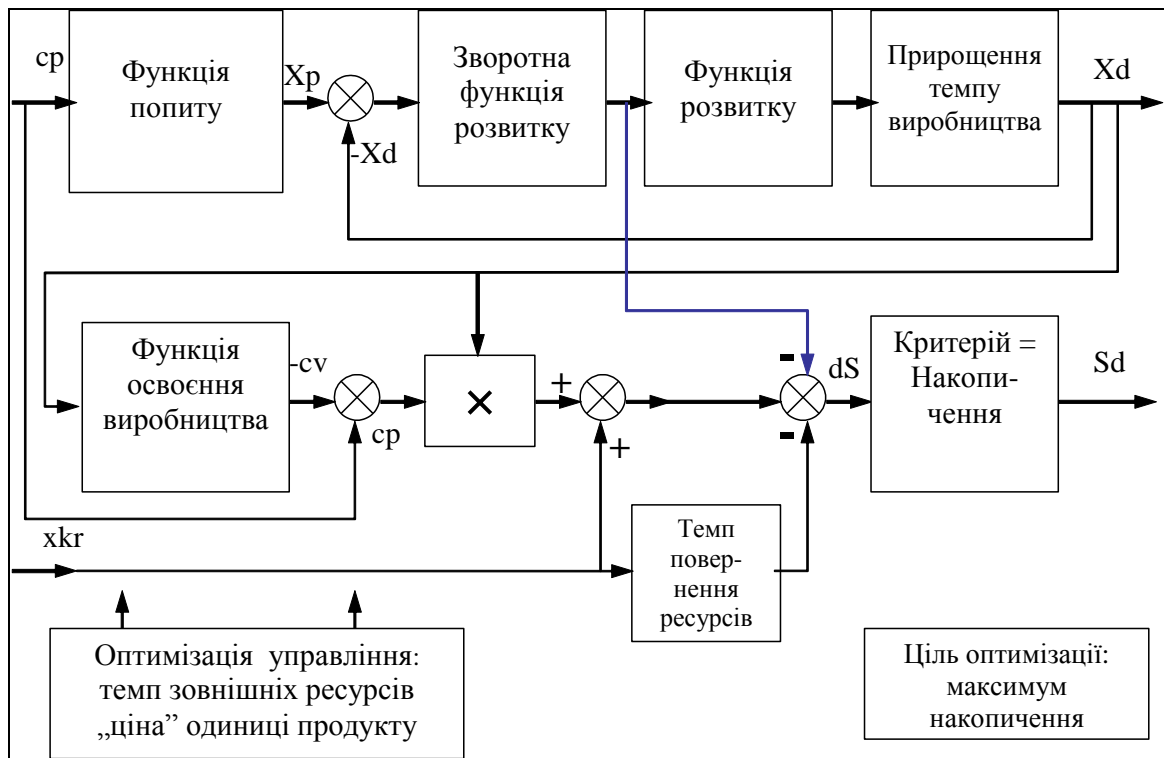 cp
Функція
попиту
Xp
-Xd
Зворотна
функція
розвитку
Функція
розвитку
Прирощення
темпу
виробництва
Xd
Функція
освоєння
виробництва
-cv
cp
×
+
+
-
-
dS
Критерій =
Накопи-
чення
Sd
xkr
Темп
повер-
нення
ресурсів
Оптимізація управління:
темп зовнішніх ресурсів
„ціна” одиниці продукту
Ціль оптимізації:
максимум
накопичення